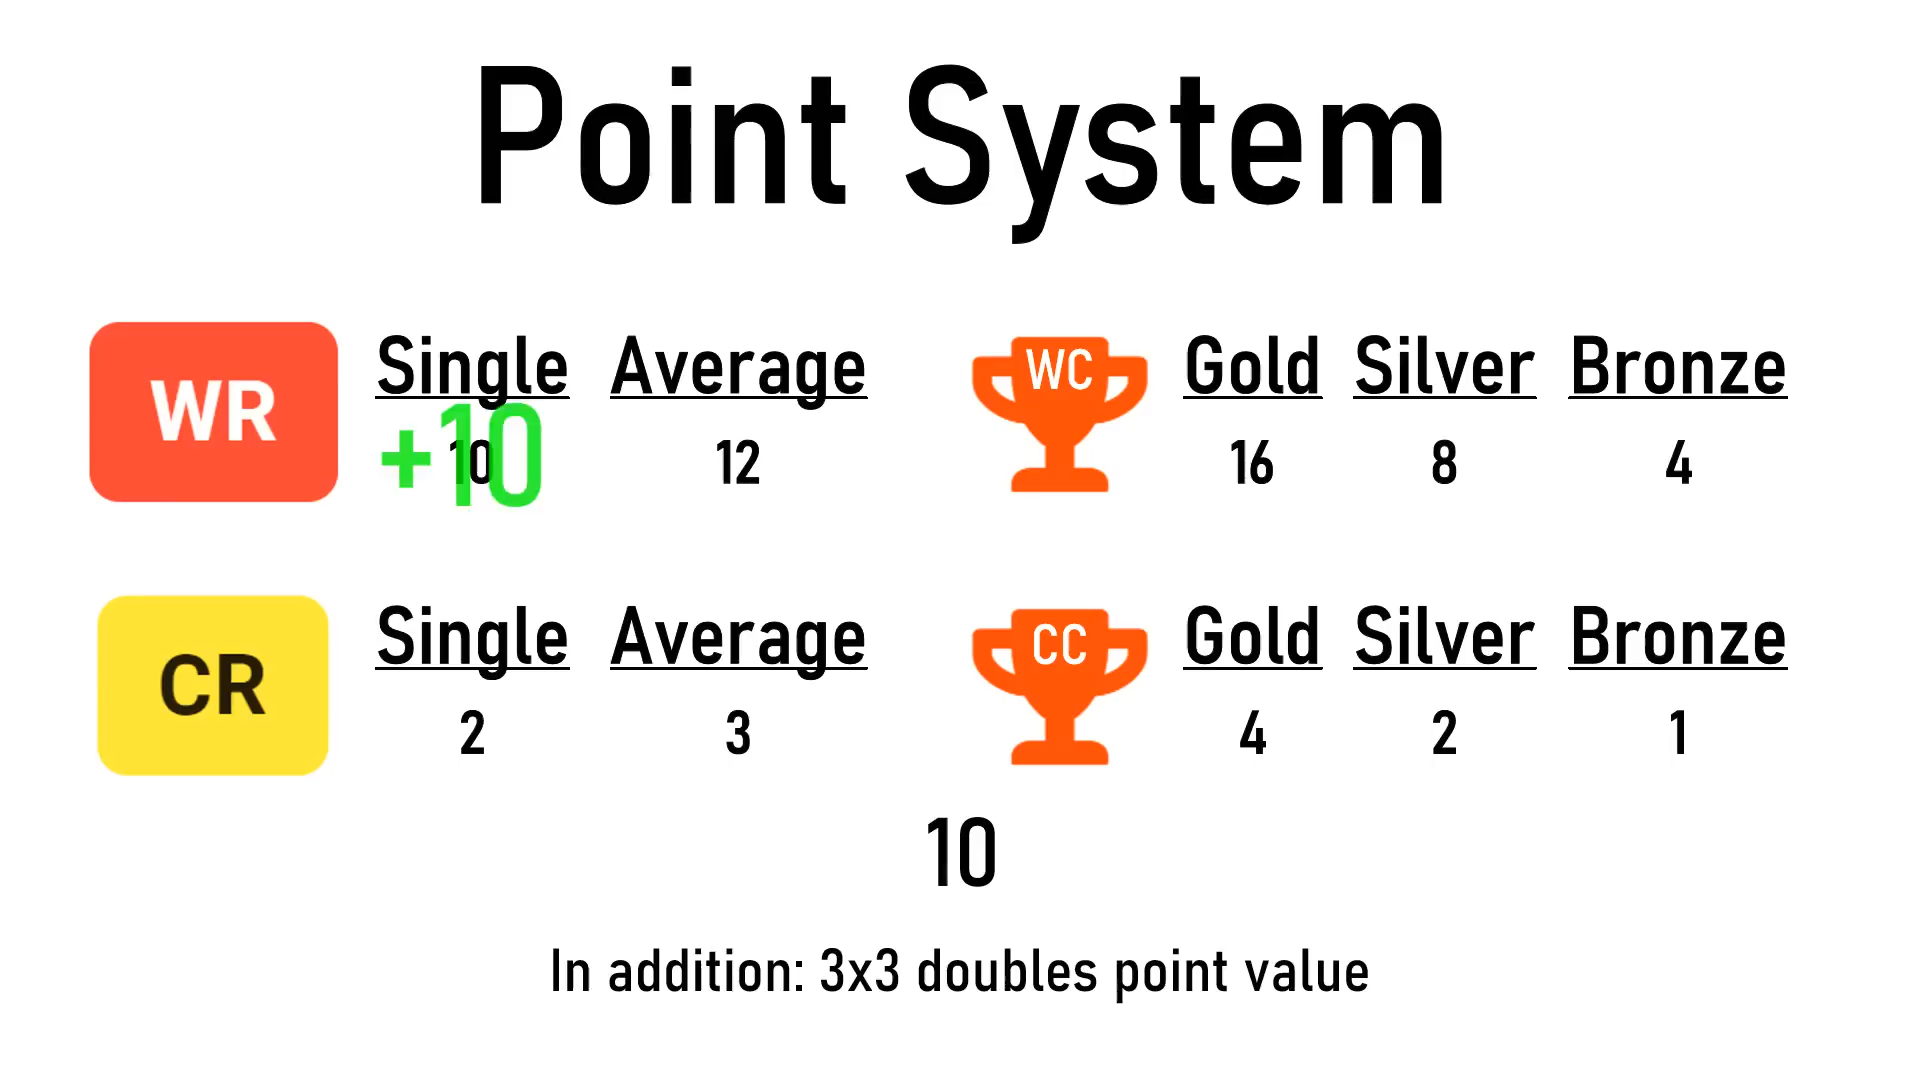 Point System
WR Single Average WC Gold Silver Bronze
+10 10 12 16 8 4
CR Single Average CC Gold Silver Bronze
2 3 4 2 1
10
In addition: 3x3 doubles point value